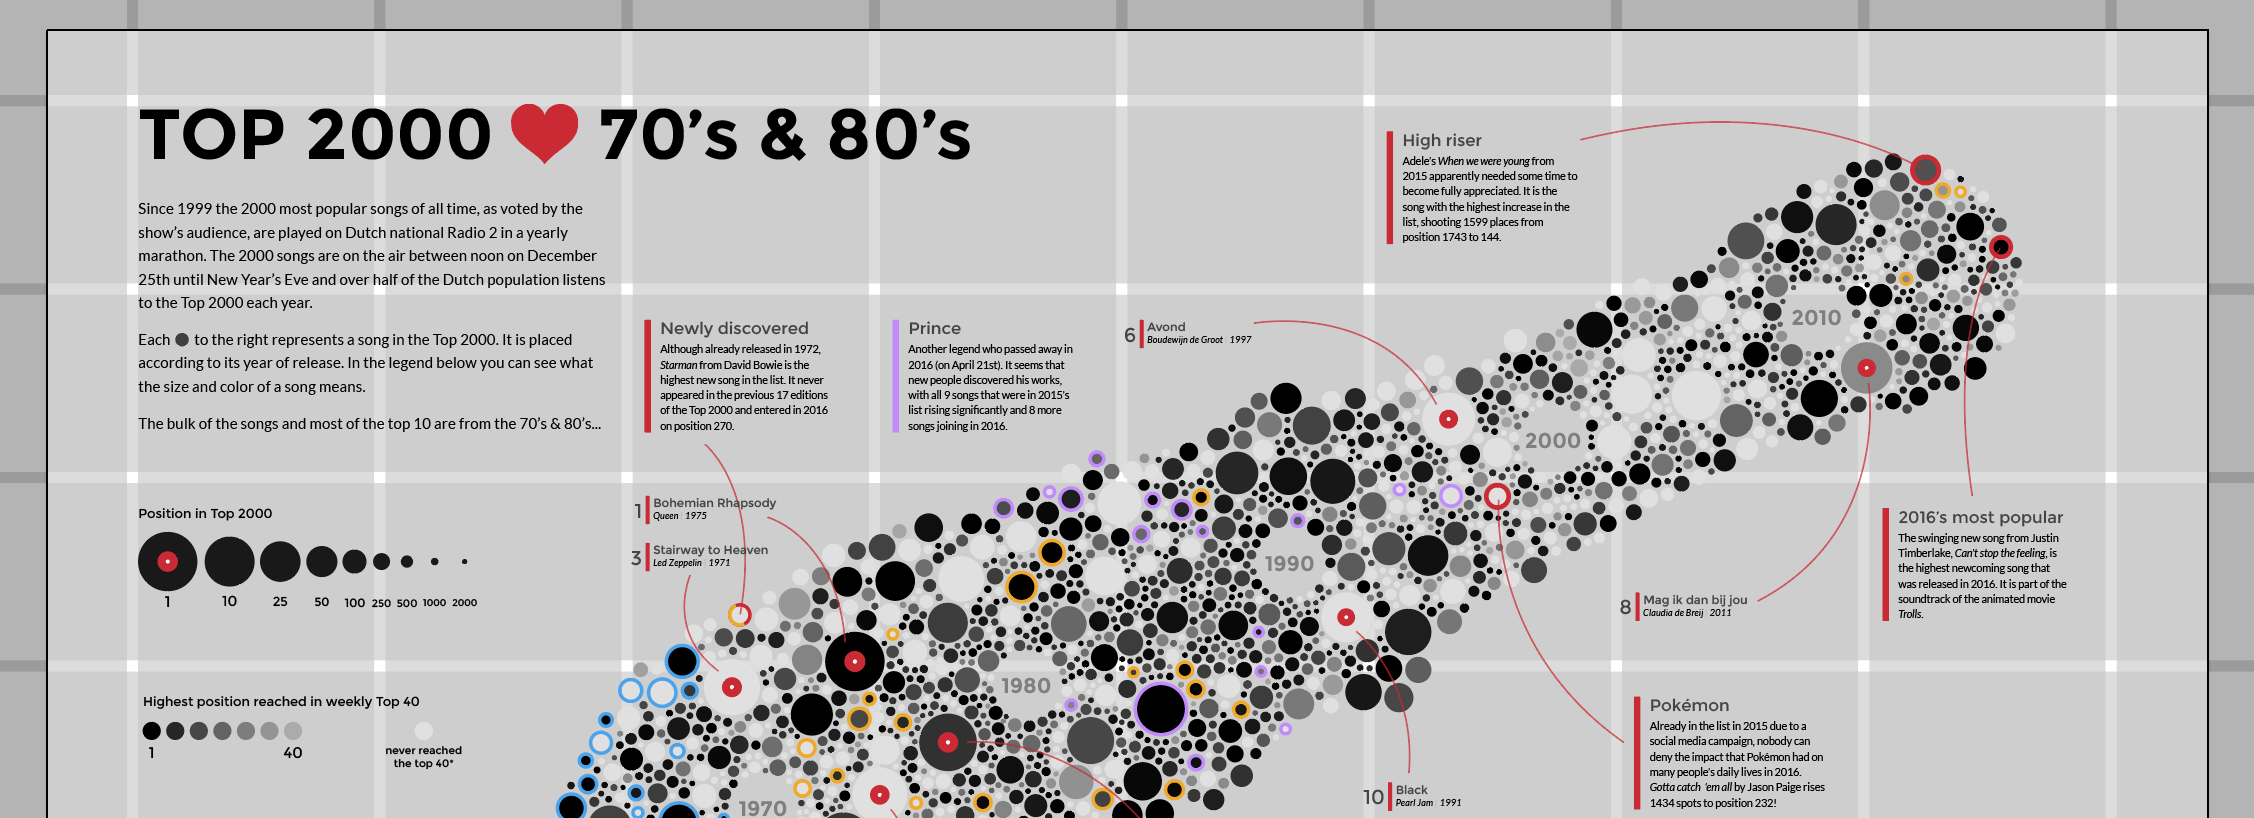 TOP 2000 ❤ 70's & 80's
Since 1999 the 2000 most popular songs of all time, as voted by the
show's audience, are played on Dutch national Radio 2 in a yearly
marathon. The 2000 songs are on the air between noon on December
25th until New Year's Eve and over half of the Dutch population listens
to the Top 2000 each year.
Each ● to the right represents a song in the Top 2000. It is placed
according to its year of release. In the legend below you can see what
the size and color of a song means.
The bulk of the songs and most of the top 10 are from the 70's & 80's...
Position in Top 2000
1 10 25 50 100 250 500 1000 2000
Highest position reached in weekly Top 40
1 40
never reached
the top 40*
Newly discovered
Although already released in 1972,
Starman from David Bowie is the
highest new song in the list. It never
appeared in the previous 17 editions
of the Top 2000 and entered in 2016
on position 270.
Prince
Another legend who passed away in
2016 (on April 21st). It seems that
new people discovered his works,
with all 9 songs that were in 2015's
list rising significantly and 8 more
songs joining in 2016.
1 Bohemian Rhapsody
Queen 1975
3 Stairway to Heaven
Led Zeppelin 1971
6 Avond
Boudewijn de Groot 1997
High riser
Adele's When we were young from
2015 apparently needed some time to
become fully appreciated. It is the
song with the highest increase in the
list, shooting 1599 places from
position 1743 to 144.
2010
2000
1990
1980
1970
8 Mag ik dan bij jou
Claudia de Breij 2011
2016's most popular
The swinging new song from Justin
Timberlake, Can't stop the feeling, is
the highest newcoming song that
was released in 2016. It is part of the
soundtrack of the animated movie
Trolls.
10 Black
Pearl Jam 1991
Pokémon
Already in the list in 2015 due to a
social media campaign, nobody can
deny the impact that Pokémon had on
many people's daily lives in 2016.
Gotta catch 'em all by Jason Paige rises
1434 spots to position 232!